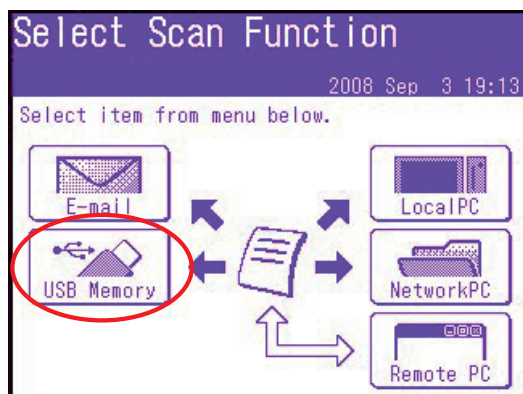 Select Scan Function
2008 Sep 3 19:13
Select item from menu below.
E-mail
LocalPC
USB Memory
NetworkPC
Remote PC